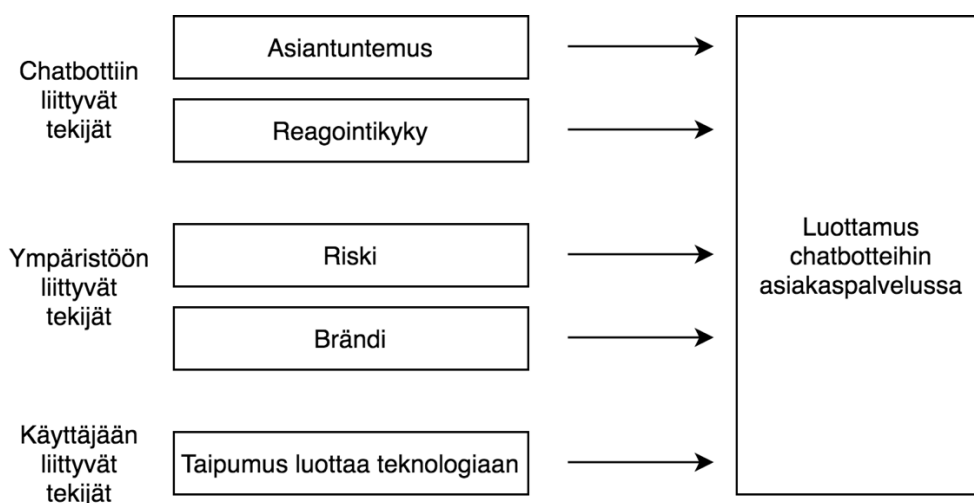 Chatbottiin
liittyvät
tekijät
Asiantuntemus
Reagointikyky
Ympäristöön
liittyvät
tekijät
Riski
Brändi
Käyttäjään
liittyvät
tekijät
Taipumus luottaa teknologiaan
Luottamus
chatbotteihin
asiakaspalvelussa